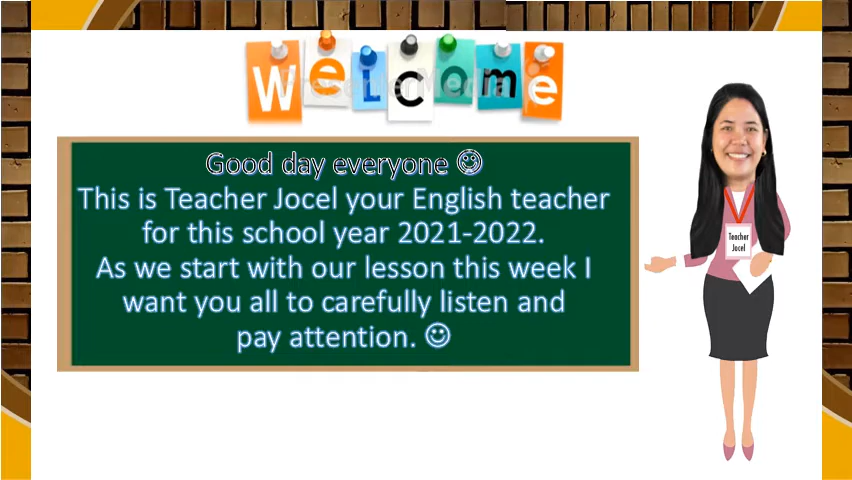 Welcome
PresenterMedia
Good day everyone ☺
This is Teacher Jocel your English teacher
for this school year 2021-2022.
As we start with our lesson this week I
want you all to carefully listen and
pay attention. ☺
Teacher
Jocel